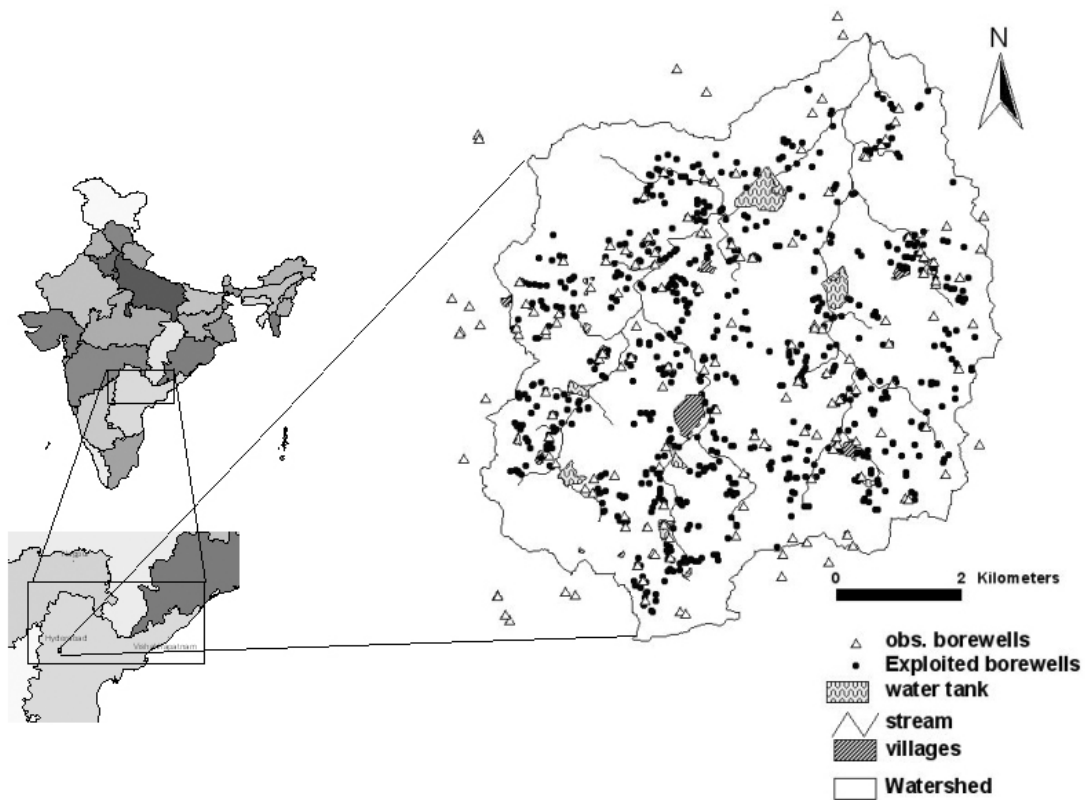 N
Hyderabad
0 2 Kilometers
obs. borewells
Exploited borewells
water tank
stream
villages
Watershed